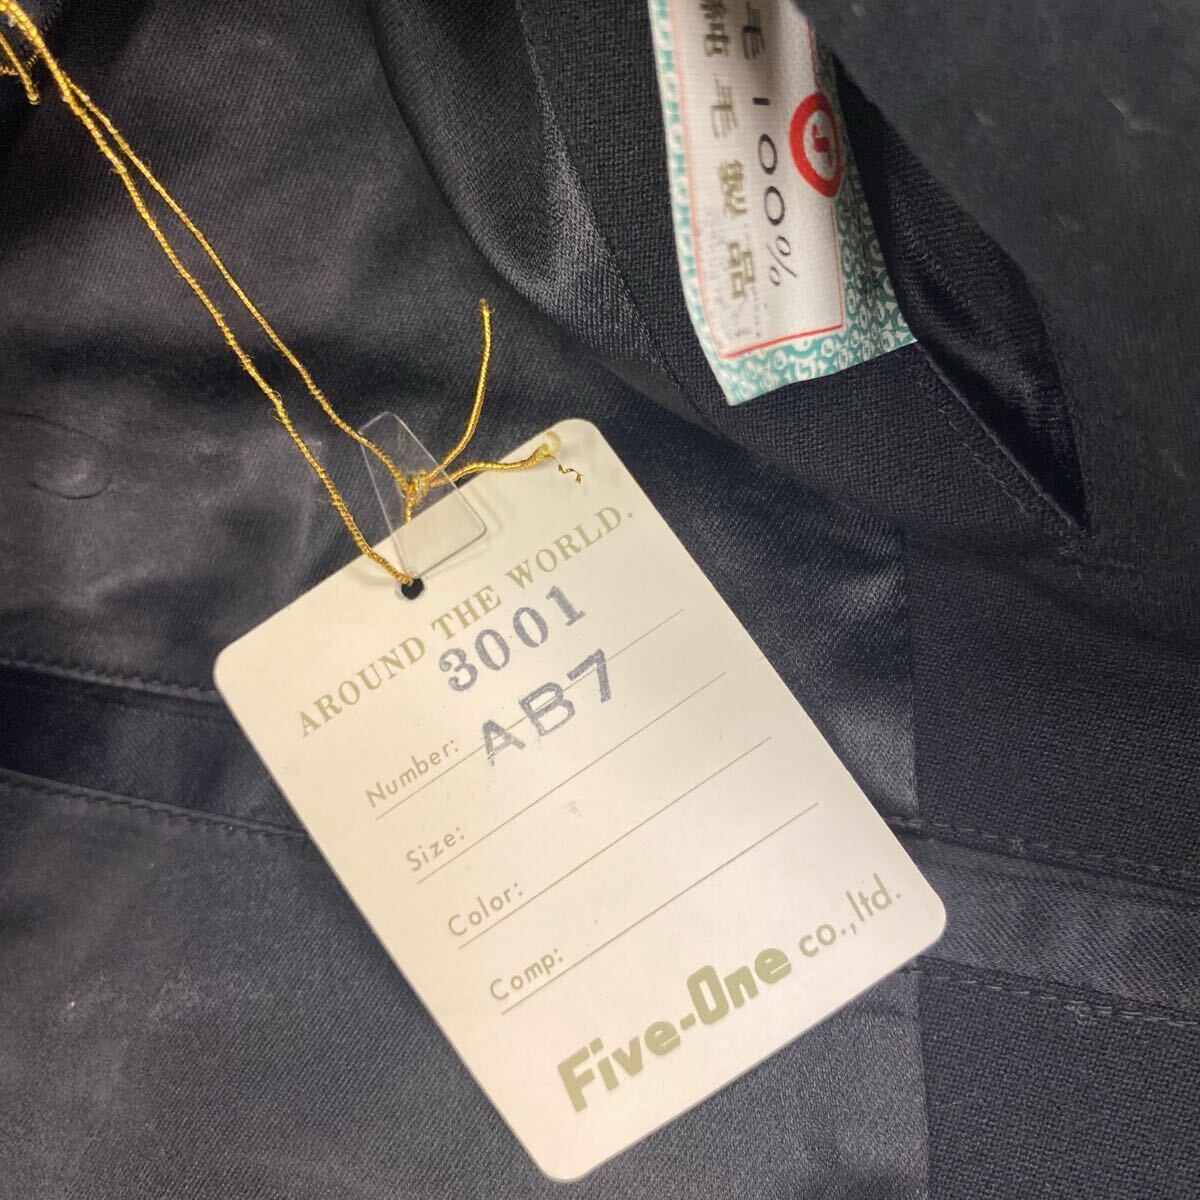 毛100%
純毛製品
AROUND THE WORLD.
3001
Number: AB7
Size:
Color:
Comp:
Five-One co.,ltd.